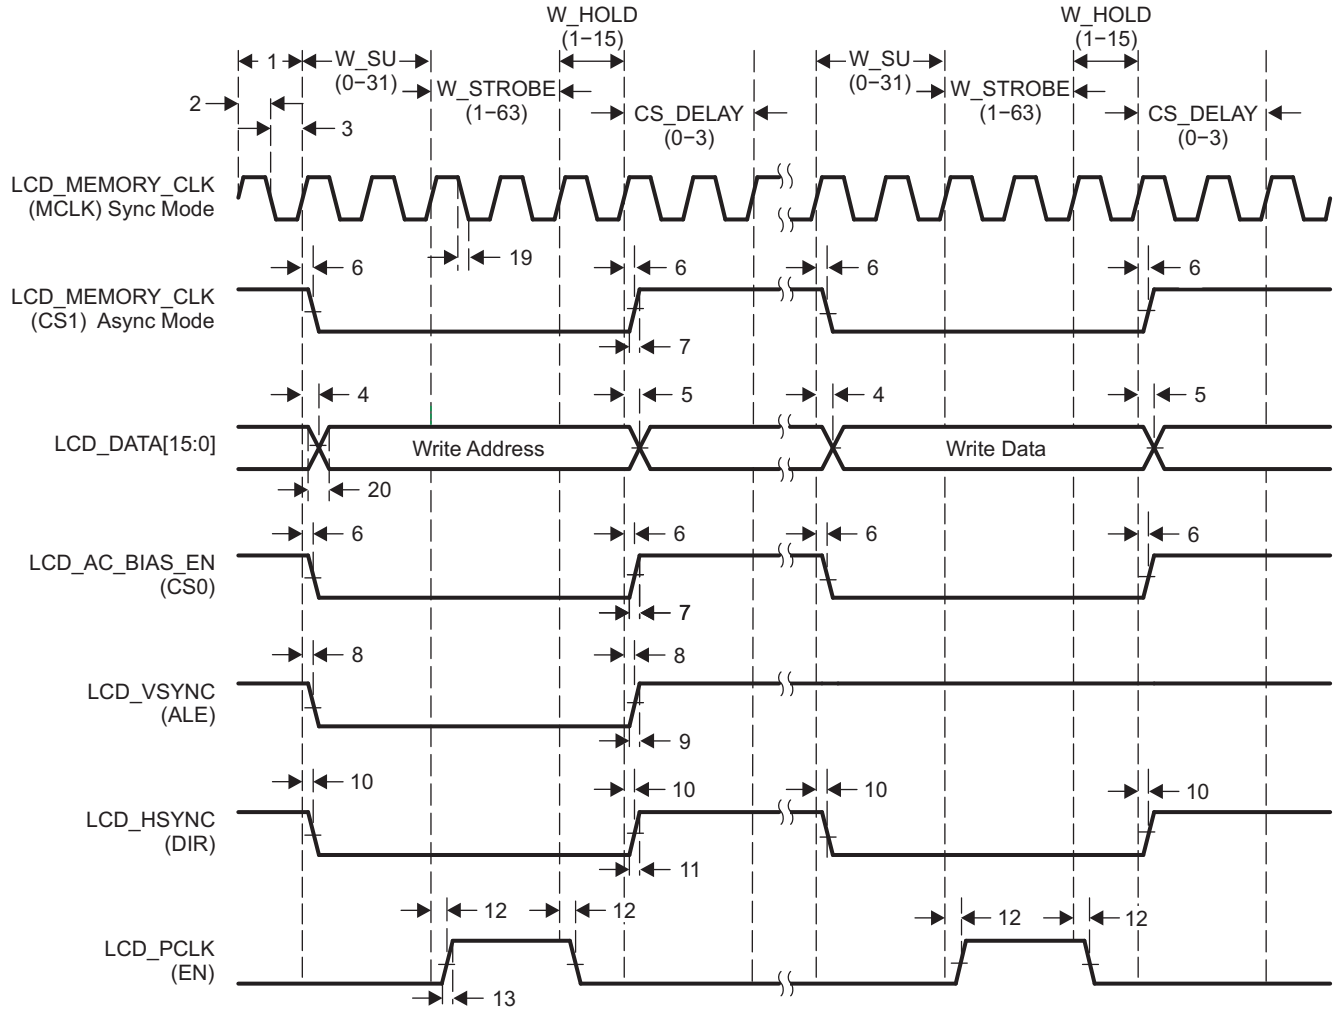 W_HOLD
(1−15)
W_HOLD
(1−15)
1
W_SU
(0−31)
W_SU
(0−31)
2
W_STROBE
(1−63)
CS_DELAY
(0−3)
W_STROBE
(1−63)
CS_DELAY
(0−3)
3
LCD_MEMORY_CLK
(MCLK) Sync Mode
19
6
6
6
6
LCD_MEMORY_CLK
(CS1) Async Mode
7
4
5
4
5
LCD_DATA[15:0]
Write Address
Write Data
20
6
6
6
6
LCD_AC_BIAS_EN
(CS0)
7
8
8
LCD_VSYNC
(ALE)
9
10
10
10
10
LCD_HSYNC
(DIR)
11
12
12
12
12
LCD_PCLK
(EN)
13